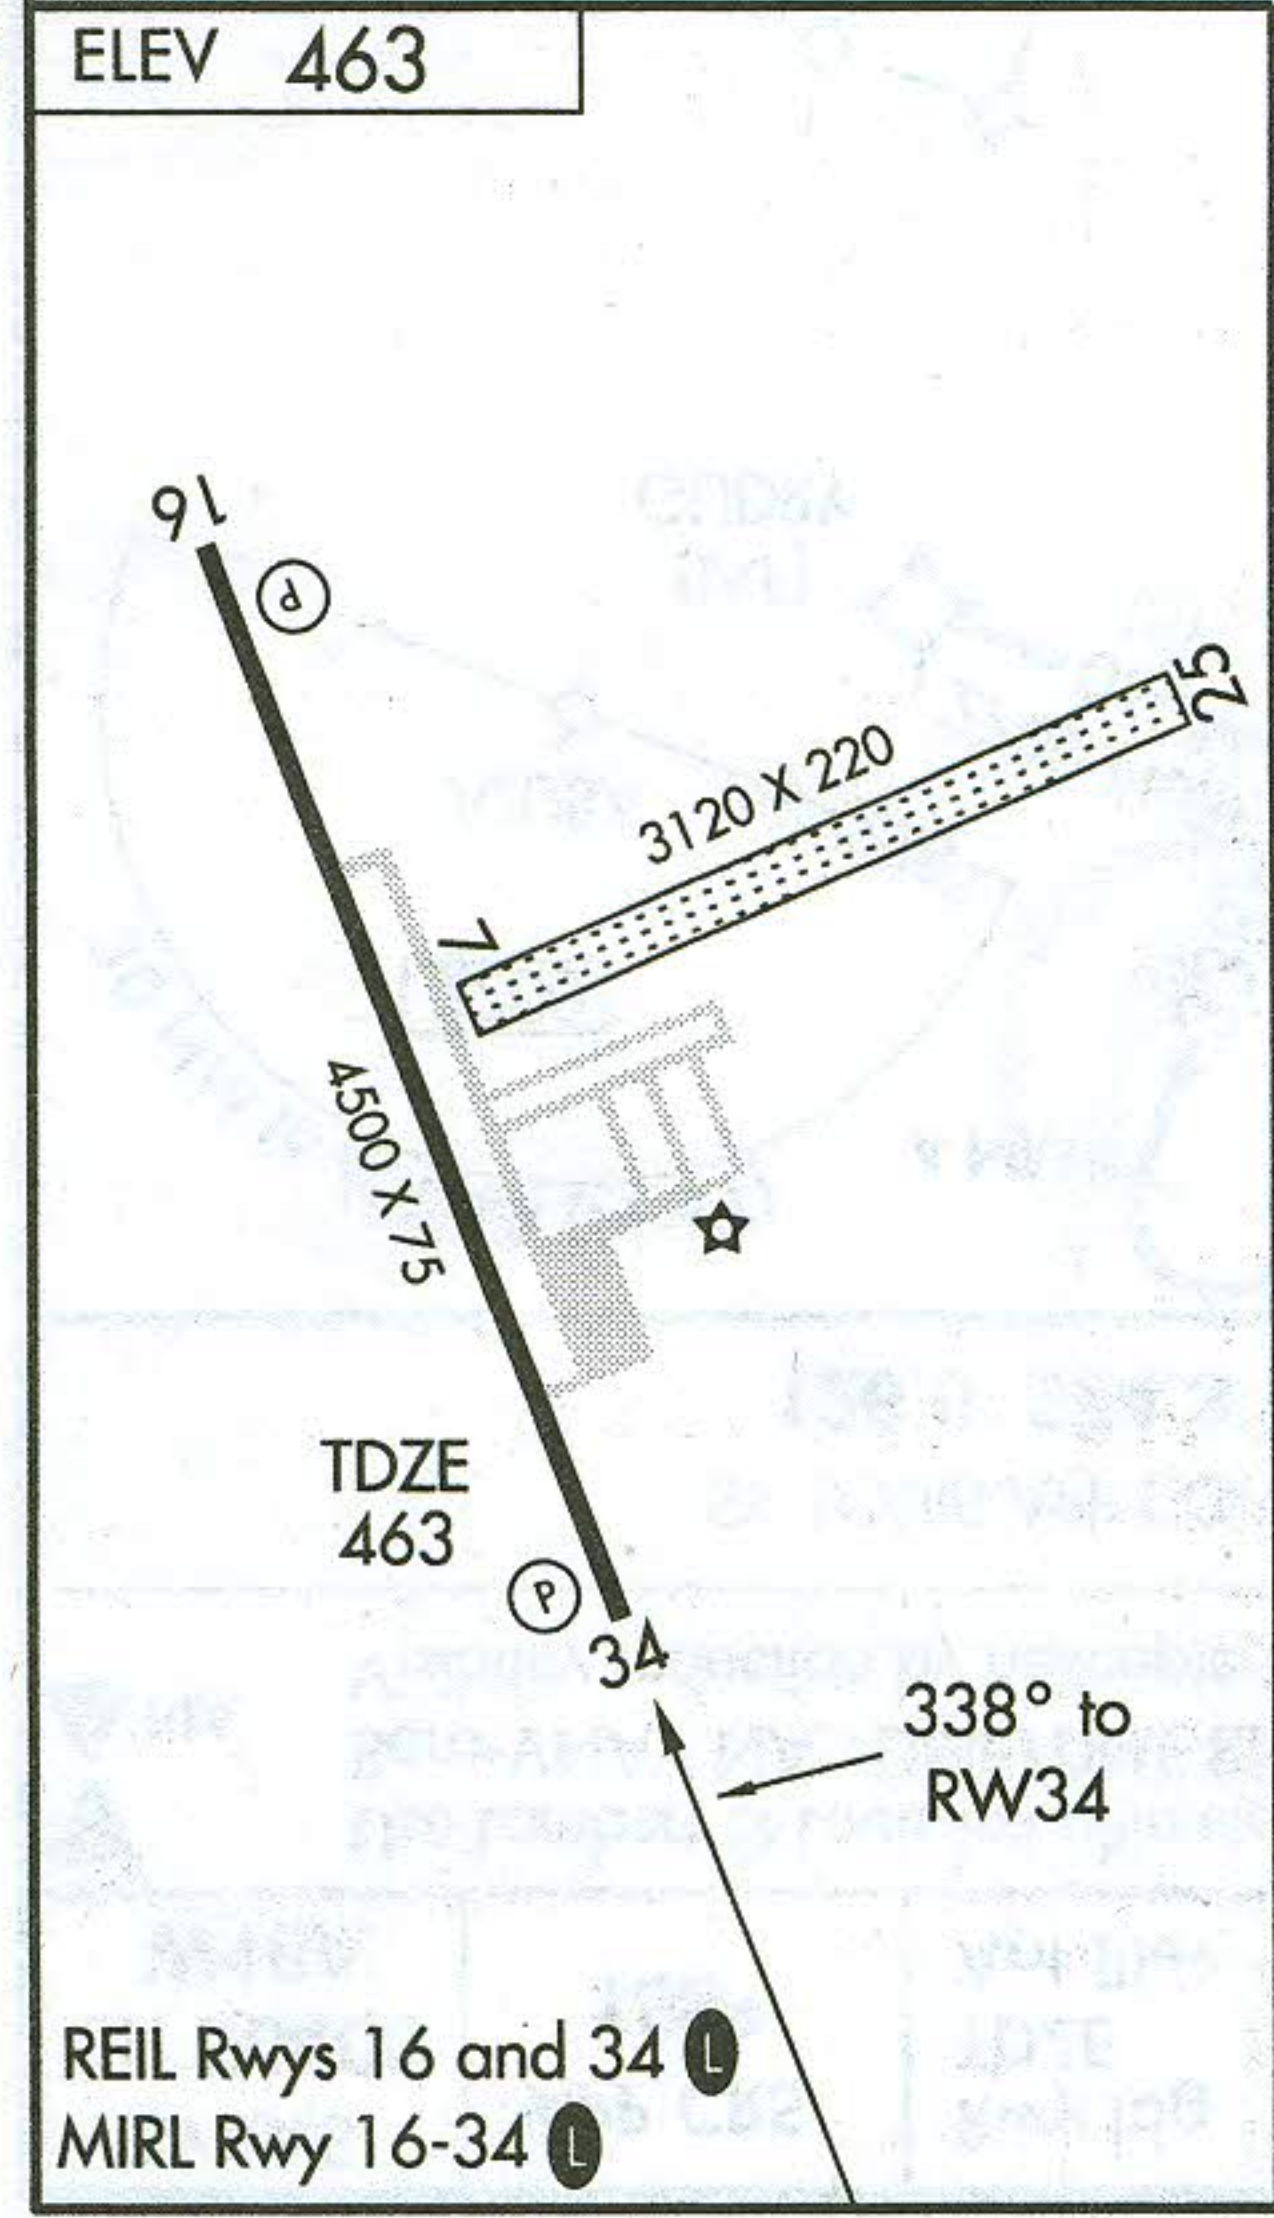 ELEV 463
16
P
25
3120 X 220
7
4500 X 75
TDZE
463
P
34
338° to
RW34
REIL Rwys 16 and 34 L
MIRL Rwy 16-34 L